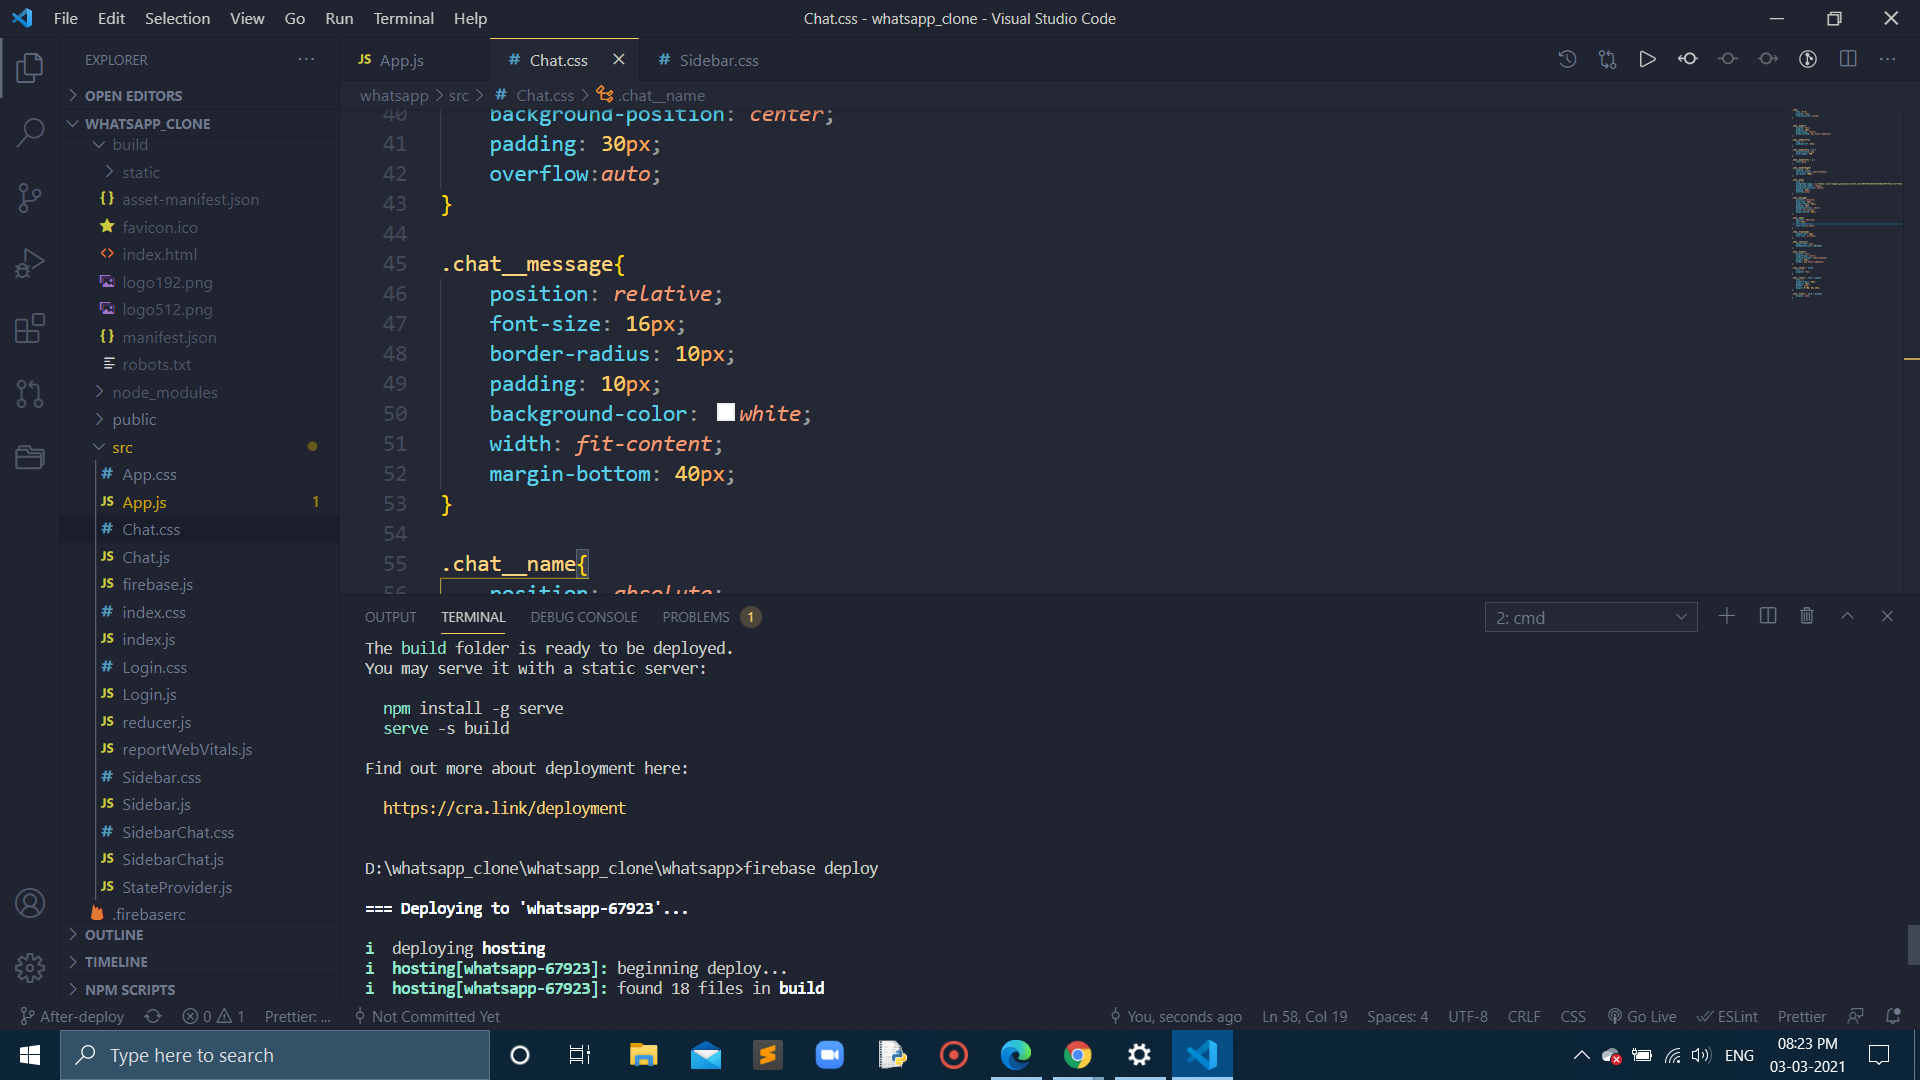 File Edit Selection View Go Run Terminal Help
Chat.css - whatsapp_clone - Visual Studio Code
EXPLORER
OPEN EDITORS
WHATSAPP_CLONE
build
static
asset-manifest.json
favicon.ico
index.html
logo192.png
logo512.png
manifest.json
robots.txt
node_modules
public
src
App.css
App.js 1
Chat.css
Chat.js
firebase.js
index.css
index.js
Login.css
Login.js
reducer.js
reportWebVitals.js
Sidebar.css
Sidebar.js
SidebarChat.css
SidebarChat.js
StateProvider.js
.firebaserc
OUTLINE
TIMELINE
NPM SCRIPTS
JS App.js # Chat.css # Sidebar.css
whatsapp > src > # Chat.css > .chat__name
40 background-position: center;
41 padding: 30px;
42 overflow:auto;
43 }
44
45 .chat__message{
46 position: relative;
47 font-size: 16px;
48 border-radius: 10px;
49 padding: 10px;
50 background-color: white;
51 width: fit-content;
52 margin-bottom: 40px;
53 }
54
55 .chat__name{
56 position: absolute;
OUTPUT TERMINAL DEBUG CONSOLE PROBLEMS 1
2: cmd
The build folder is ready to be deployed.
You may serve it with a static server:
npm install -g serve
serve -s build
Find out more about deployment here:
https://cra.link/deployment
D:\whatsapp_clone\whatsapp_clone\whatsapp>firebase deploy
=== Deploying to 'whatsapp-67923'...
i deploying hosting
i hosting[whatsapp-67923]: beginning deploy...
i hosting[whatsapp-67923]: found 18 files in build
After-deploy 0 1 Prettier: ... Not Committed Yet
You, seconds ago Ln 58, Col 19 Spaces: 4 UTF-8 CRLF CSS Go Live ESLint Prettier
Type here to search
ENG
08:23 PM
03-03-2021